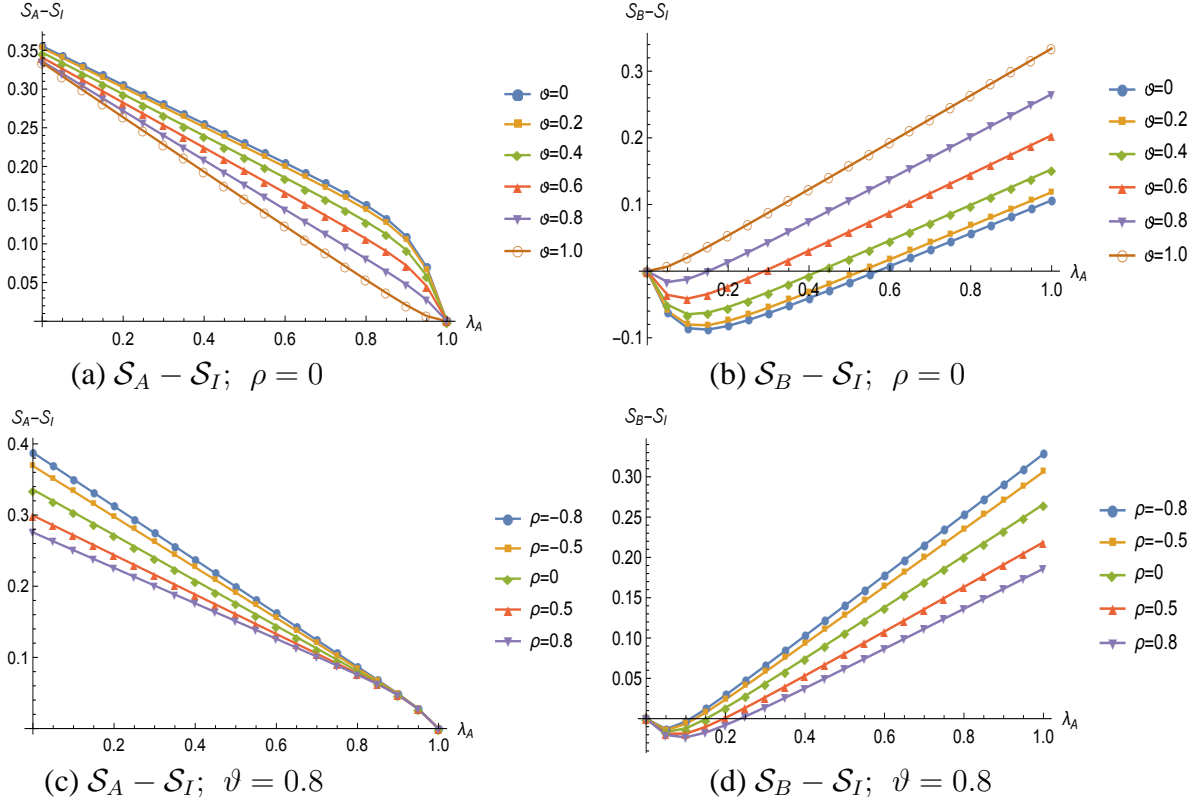 S_A–S_I
0.35
0.30
0.25
0.20
0.15
0.10
0.05
0.2 0.4 0.6 0.8 1.0
λ_A
ϑ=0
ϑ=0.2
ϑ=0.4
ϑ=0.6
ϑ=0.8
ϑ=1.0
(a) S_A − S_I; ρ = 0
S_B–S_I
0.3
0.2
0.1
−0.1
0.2 0.4 0.6 0.8 1.0
λ_A
ϑ=0
ϑ=0.2
ϑ=0.4
ϑ=0.6
ϑ=0.8
ϑ=1.0
(b) S_B − S_I; ρ = 0
S_A–S_I
0.4
0.3
0.2
0.1
0.2 0.4 0.6 0.8 1.0
λ_A
ρ=−0.8
ρ=−0.5
ρ=0
ρ=0.5
ρ=0.8
(c) S_A − S_I; ϑ = 0.8
S_B–S_I
0.30
0.25
0.20
0.15
0.10
0.05
0.2 0.4 0.6 0.8 1.0
λ_A
ρ=−0.8
ρ=−0.5
ρ=0
ρ=0.5
ρ=0.8
(d) S_B − S_I; ϑ = 0.8